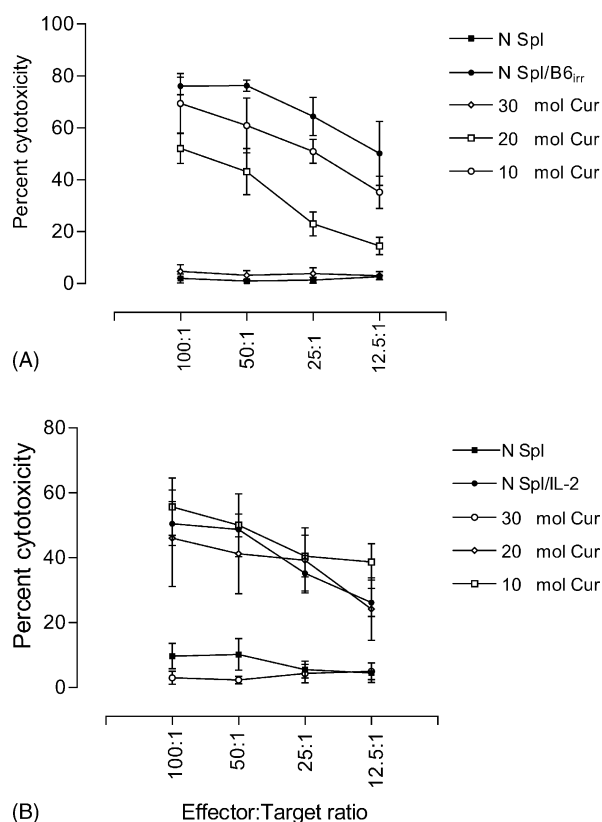 100
80
60
40
20
0
Percent cytotoxicity
100:1
50:1
25:1
12.5:1
N Spl
N Spl/B6irr
30 mol Cur
20 mol Cur
10 mol Cur
(A)
80
60
40
20
0
Percent cytotoxicity
100:1
50:1
25:1
12.5:1
N Spl
N Spl/IL-2
30 mol Cur
20 mol Cur
10 mol Cur
(B)
Effector:Target ratio